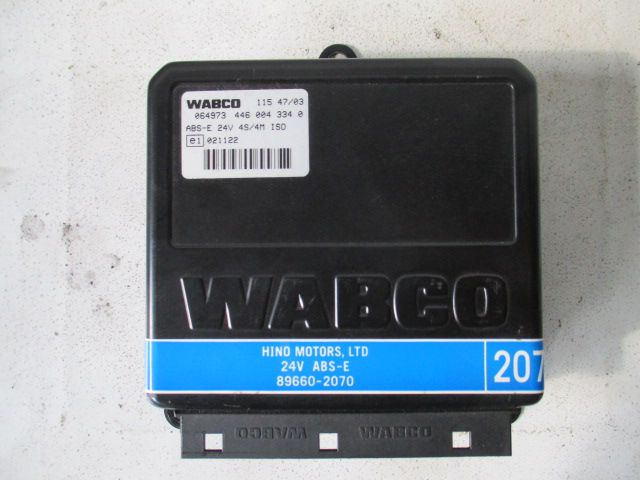 WABCO 115 47/03
064973 446 004 334 0
ABS-E 24V 4S/4M ISO
e1 021122
WABCO
HINO MOTORS, LTD
24V ABS-E
89660-2070
207
WABCO WABCO